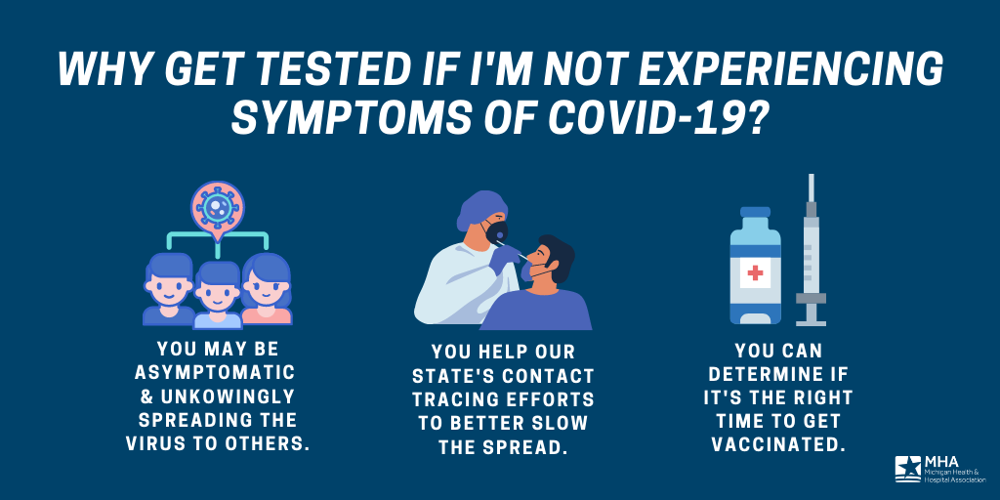 WHY GET TESTED IF I'M NOT EXPERIENCING
SYMPTOMS OF COVID-19?
YOU MAY BE
ASYMPTOMATIC
& UNKOWINGLY
SPREADING THE
VIRUS TO OTHERS.
YOU HELP OUR
STATE'S CONTACT
TRACING EFFORTS
TO BETTER SLOW
THE SPREAD.
YOU CAN
DETERMINE IF
IT'S THE RIGHT
TIME TO GET
VACCINATED.
MHA
Michigan Health &
Hospital Association